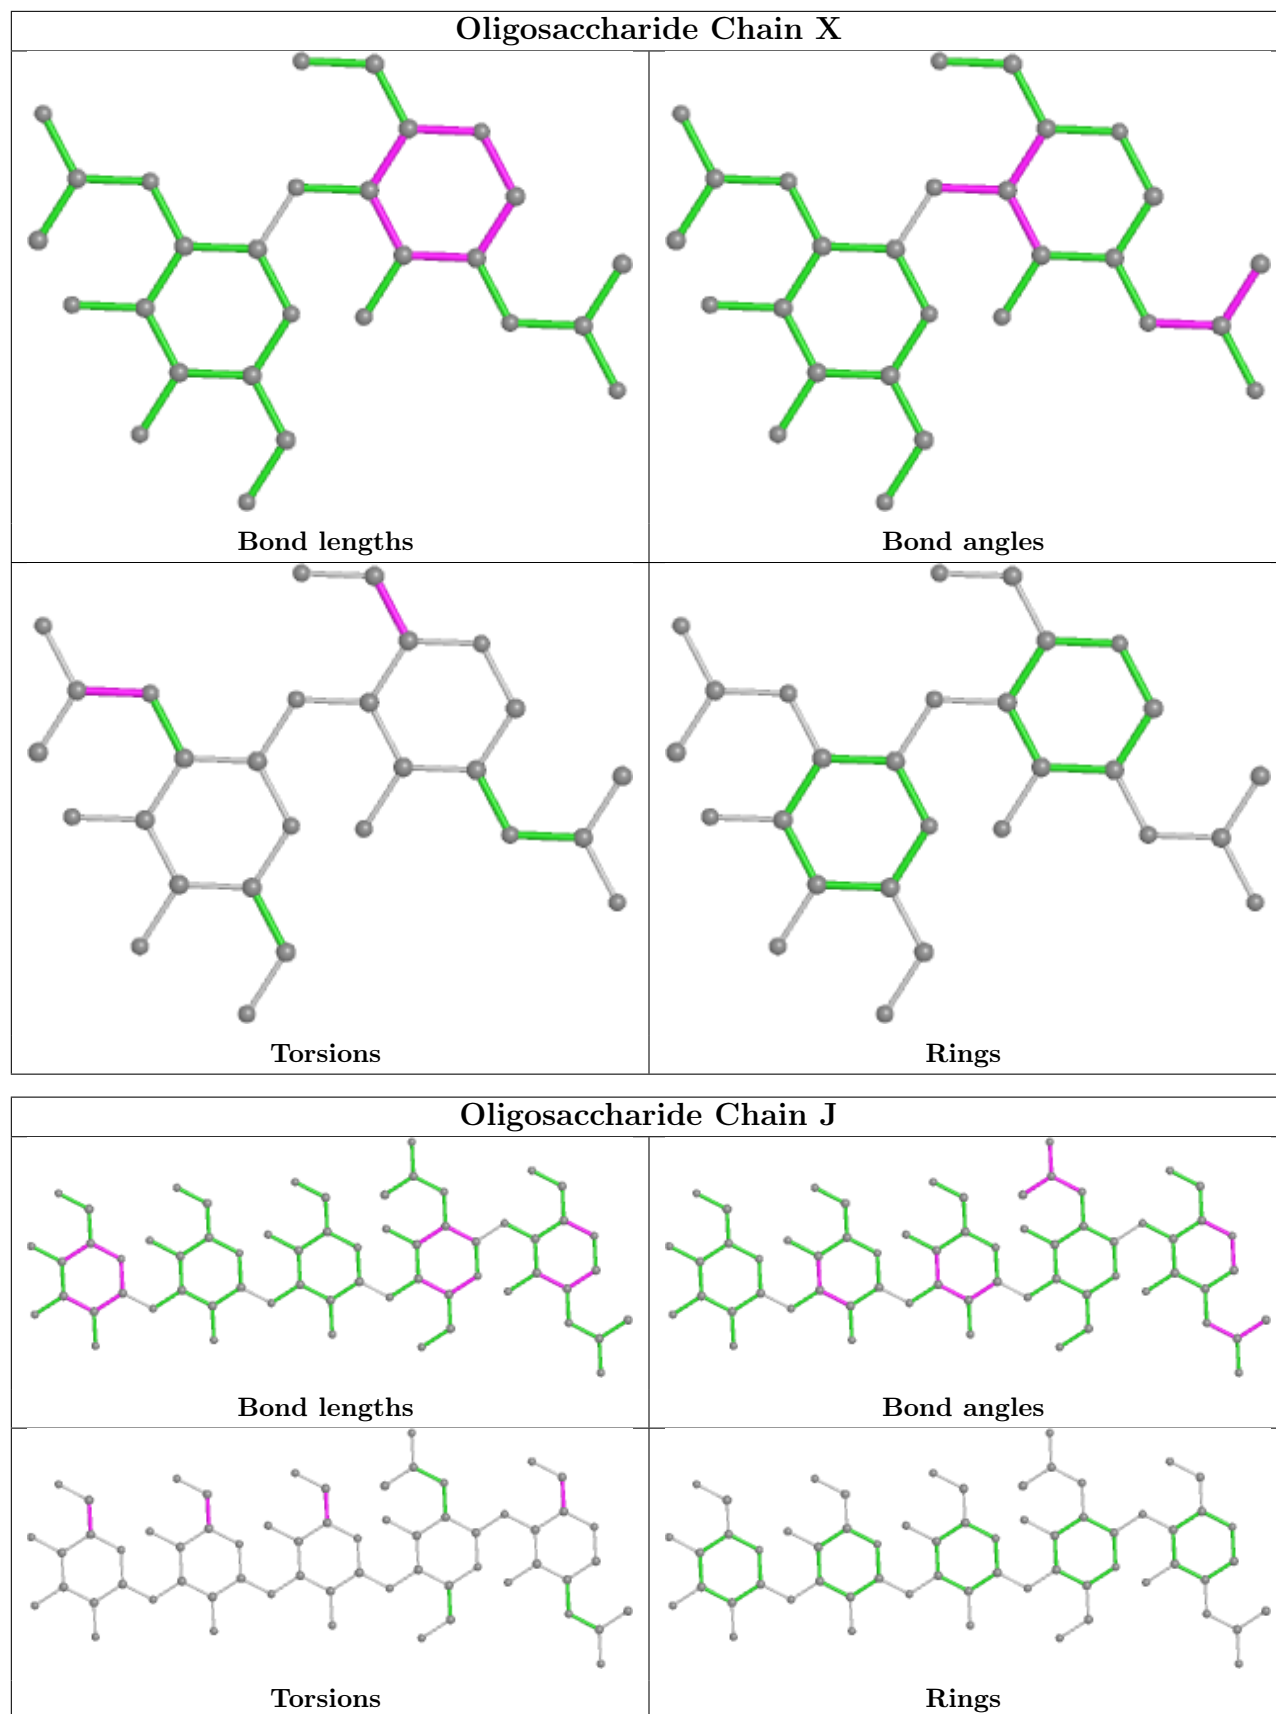 Oligosaccharide Chain X
Bond lengths
Bond angles
Torsions
Rings
Oligosaccharide Chain J
Bond lengths
Bond angles
Torsions
Rings